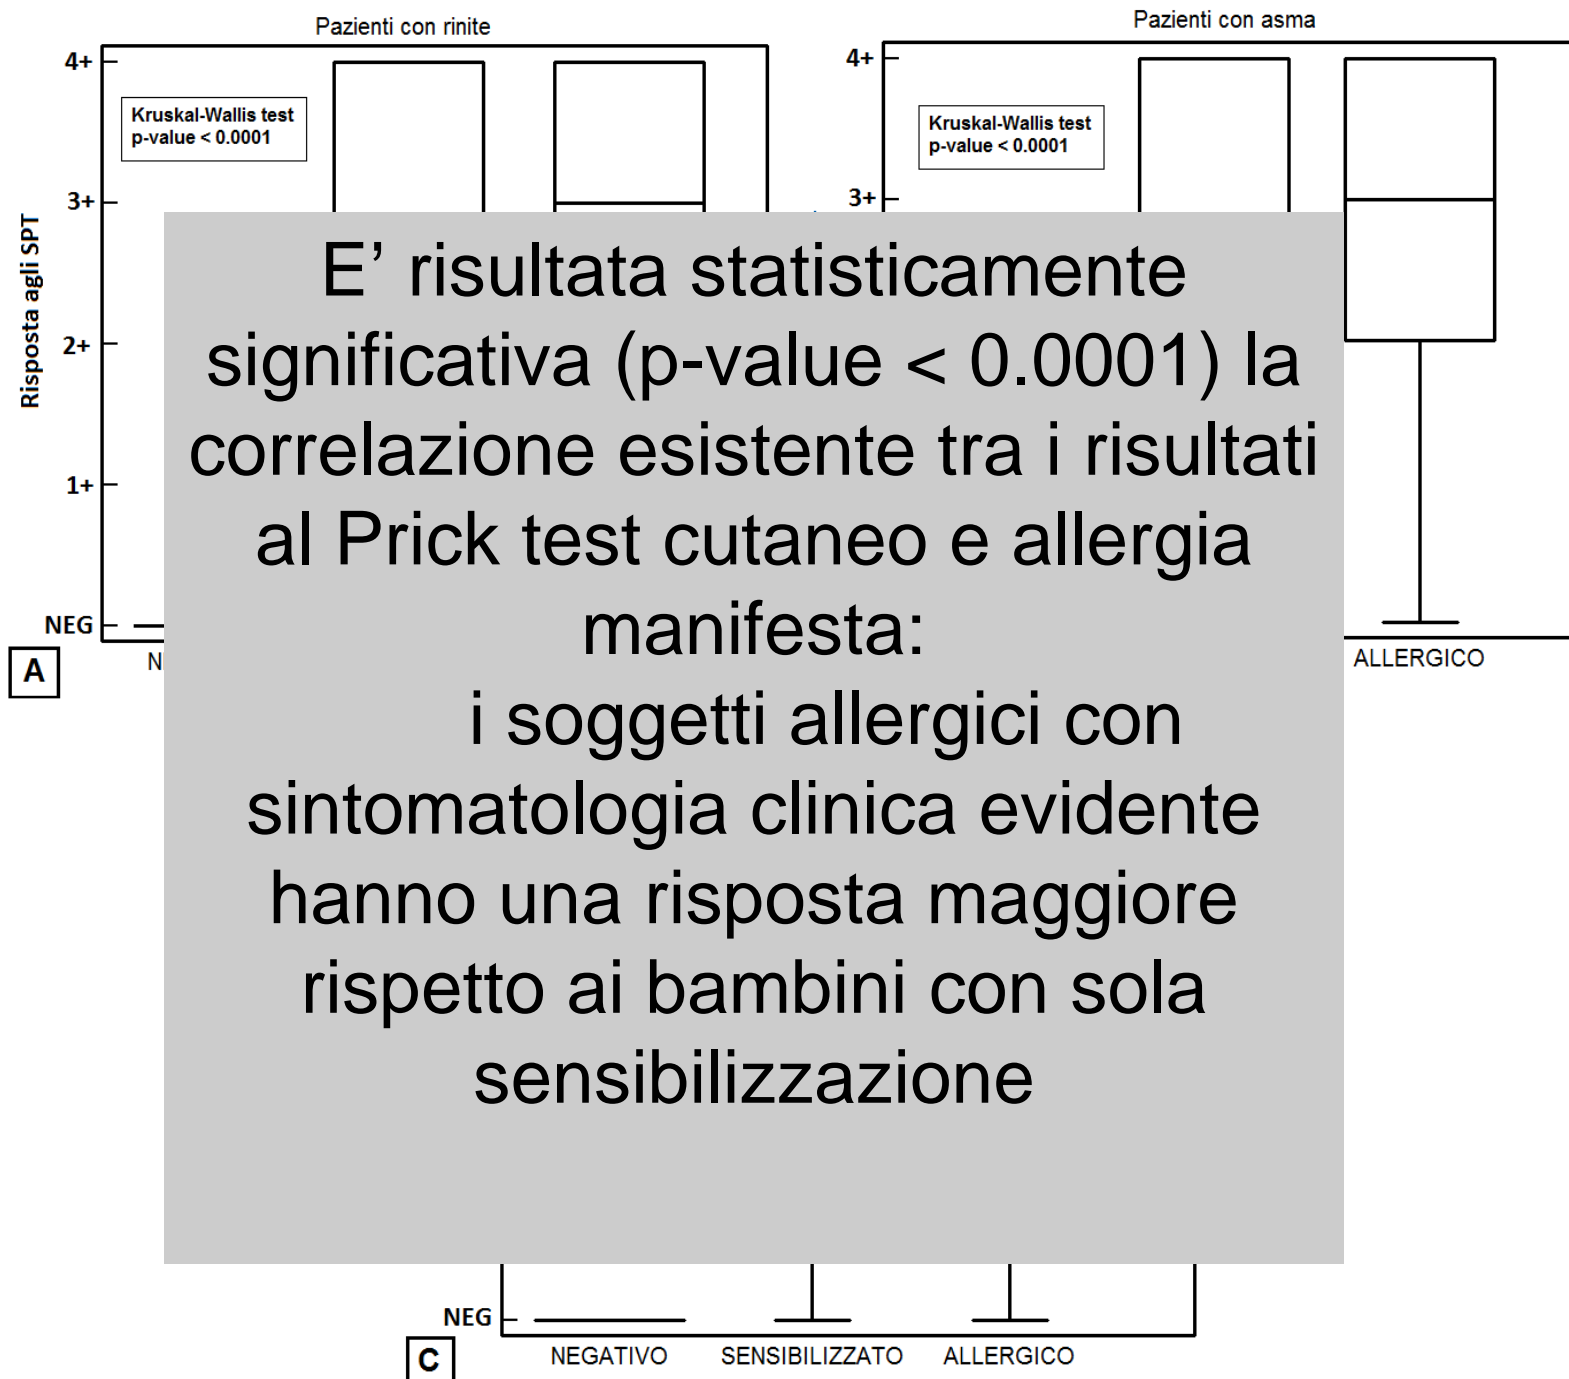 Pazienti con rinite
4+
Kruskal-Wallis test
p-value < 0.0001
3+
Risposta agli SPT
2+
1+
NEG
A
Pazienti con asma
4+
Kruskal-Wallis test
p-value < 0.0001
3+
ALLERGICO
E’ risultata statisticamente
significativa (p-value < 0.0001) la
correlazione esistente tra i risultati
al Prick test cutaneo e allergia
manifesta:
i soggetti allergici con
sintomatologia clinica evidente
hanno una risposta maggiore
rispetto ai bambini con sola
sensibilizzazione
NEG
C
NEGATIVO SENSIBILIZZATO ALLERGICO